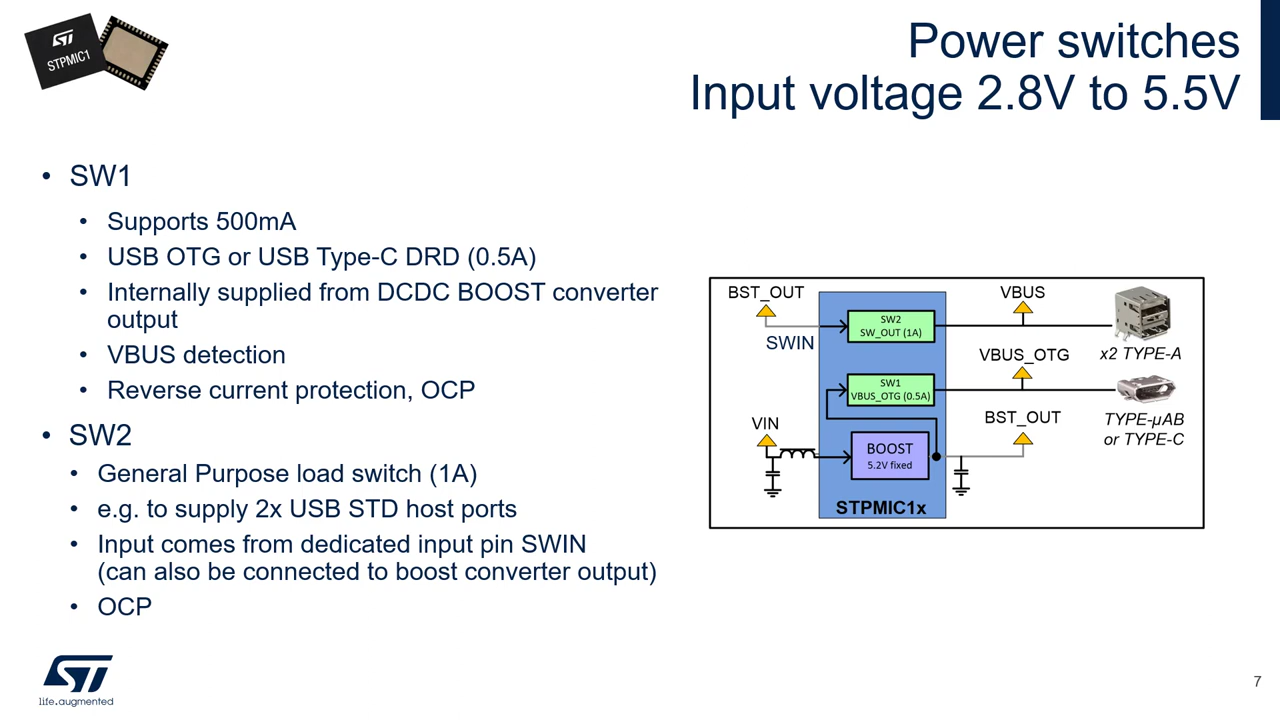 STPMIC1
Power switches
Input voltage 2.8V to 5.5V
• SW1
• Supports 500mA
• USB OTG or USB Type-C DRD (0.5A)
• Internally supplied from DCDC BOOST converter
output
• VBUS detection
• Reverse current protection, OCP
• SW2
• General Purpose load switch (1A)
• e.g. to supply 2x USB STD host ports
• Input comes from dedicated input pin SWIN
(can also be connected to boost converter output)
• OCP
BST_OUT
SWIN
SW2
SW_OUT (1A)
VBUS
x2 TYPE-A
VBUS_OTG
SW1
VBUS_OTG (0.5A)
TYPE-µAB
or TYPE-C
VIN
BOOST
5.2V fixed
BST_OUT
STPMIC1x
ST
life.augmented
7